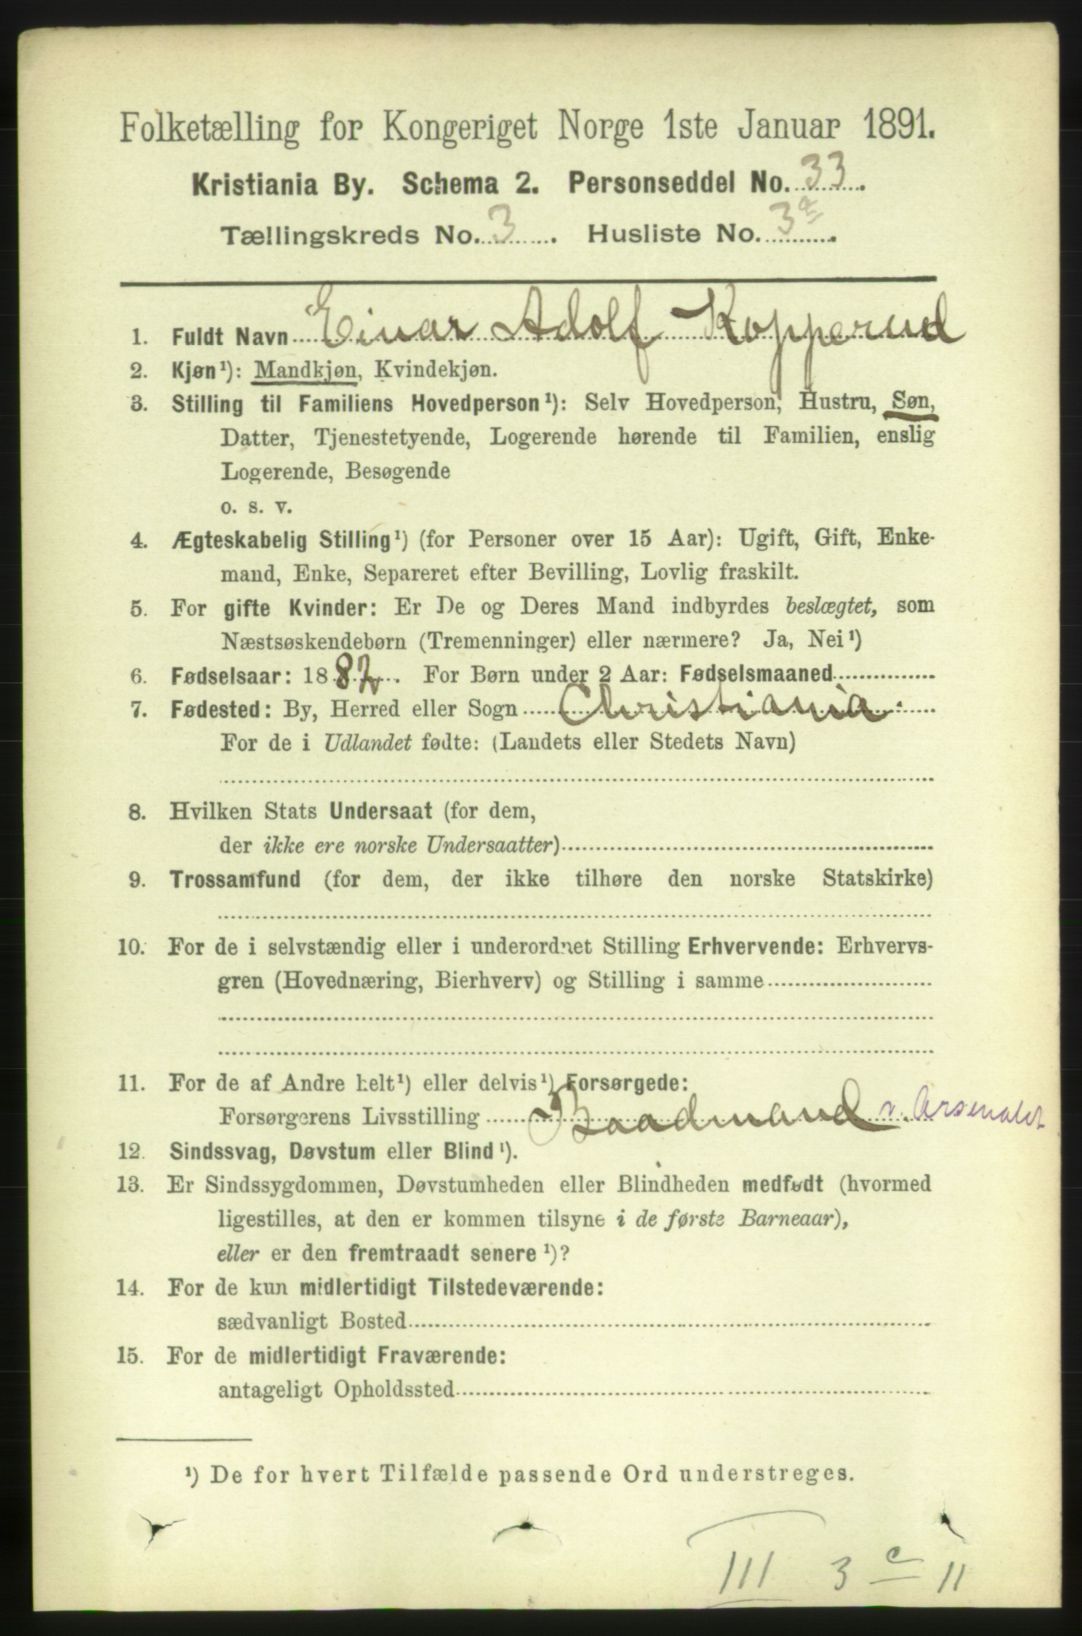 Folketælling for Kongeriget Norge 1ste Januar 1891.
Kristiania By. Schema 2. Personseddel No. 33.
Tællingskreds No. 3. Husliste No. 3a.
1. Fuldt Navn Einar Adolf Kopperud
2. Kjøn¹): Mandkjøn, Kvindekjøn.
3. Stilling til Familiens Hovedperson¹): Selv Hovedperson, Hustru, Søn,
Datter, Tjenestetyende, Logerende hørende til Familien, enslig
Logerende, Besøgende
o. s. v.
4. Ægteskabelig Stilling¹) (for Personer over 15 Aar): Ugift, Gift, Enke-
mand, Enke, Separeret efter Bevilling, Lovlig fraskilt.
5. For gifte Kvinder: Er De og Deres Mand indbyrdes beslægtet, som
Næstsøskendebørn (Tremenninger) eller nærmere? Ja, Nei¹)
6. Fødselsaar: 1882. For Børn under 2 Aar: Fødselsmaaned
7. Fødested: By, Herred eller Sogn Christiania.
For de i Udlandet fødte: (Landets eller Stedets Navn)
8. Hvilken Stats Undersaat (for dem,
der ikke ere norske Undersaatter)
9. Trossamfund (for dem, der ikke tilhøre den norske Statskirke)
10. For de i selvstændig eller i underordnet Stilling Erhvervende: Erhvervs-
gren (Hovednæring, Bierhverv) og Stilling i samme
11. For de af Andre helt¹) eller delvis¹) Forsørgede:
Forsørgerens Livsstilling Baadmand v. Arsenalet
12. Sindssvag, Døvstum eller Blind¹).
13. Er Sindssygdommen, Døvstumheden eller Blindheden medfødt (hvormed
ligestilles, at den er kommen tilsyne i de første Barneaar),
eller er den fremtraadt senere¹)?
14. For de kun midlertidigt Tilstedeværende:
sædvanligt Bosted
15. For de midlertidigt Fraværende:
antageligt Opholdssted
¹) De for hvert Tilfælde passende Ord understreges.
III 3 c 11